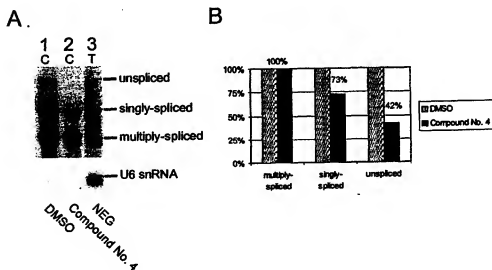 A.
1 2 3
C C T
unspliced
singly-spliced
multiply-spliced
U6 snRNA
DMSO
Compound No. 4
NEG
B
100%
73%
42%
100%
75%
50%
25%
0%
multiply-
spliced
singly-
spliced
unspliced
DMSO
Compound No. 4